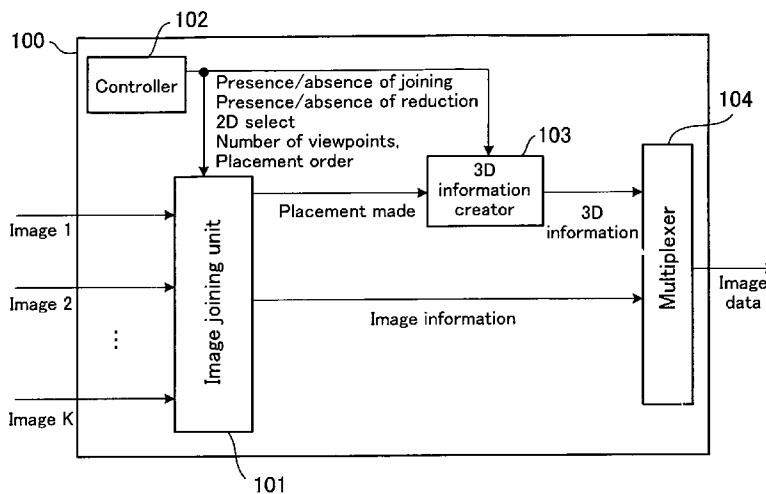 102
100
Controller
Presence/absence of joining
Presence/absence of reduction
2D select
Number of viewpoints,
Placement order
103
104
3D
information
creator
Placement made
3D
information
Image 1
Image 2
⋮
Image K
Image joining unit
Image information
Multiplexer
Image
data
101